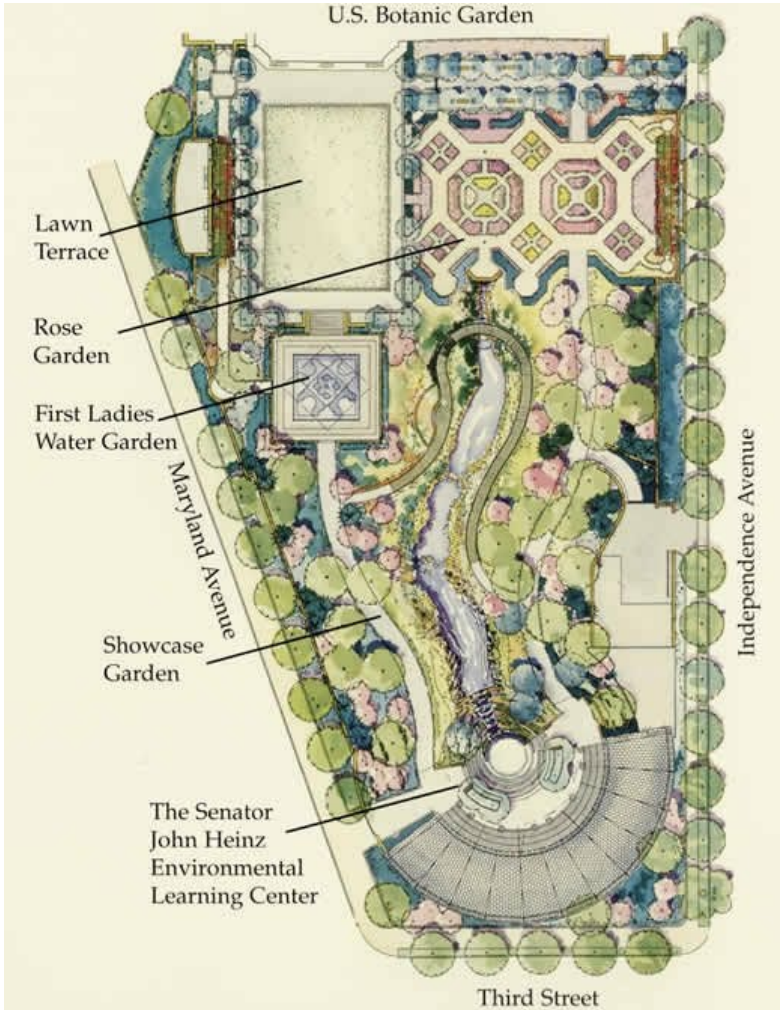 U.S. Botanic Garden
Lawn
Terrace
Rose
Garden
First Ladies
Water Garden
Maryland Avenue
Independence Avenue
Showcase
Garden
The Senator
John Heinz
Environmental
Learning Center
Third Street